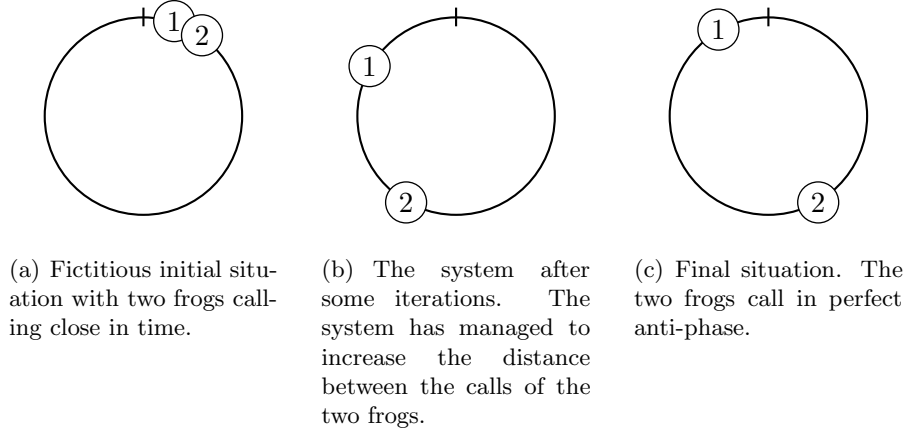 1
2
1
2
1
2
(a) Fictitious initial situ-
ation with two frogs call-
ing close in time.
(b) The system after
some iterations. The
system has managed to
increase the distance
between the calls of the
two frogs.
(c) Final situation. The
two frogs call in perfect
anti-phase.